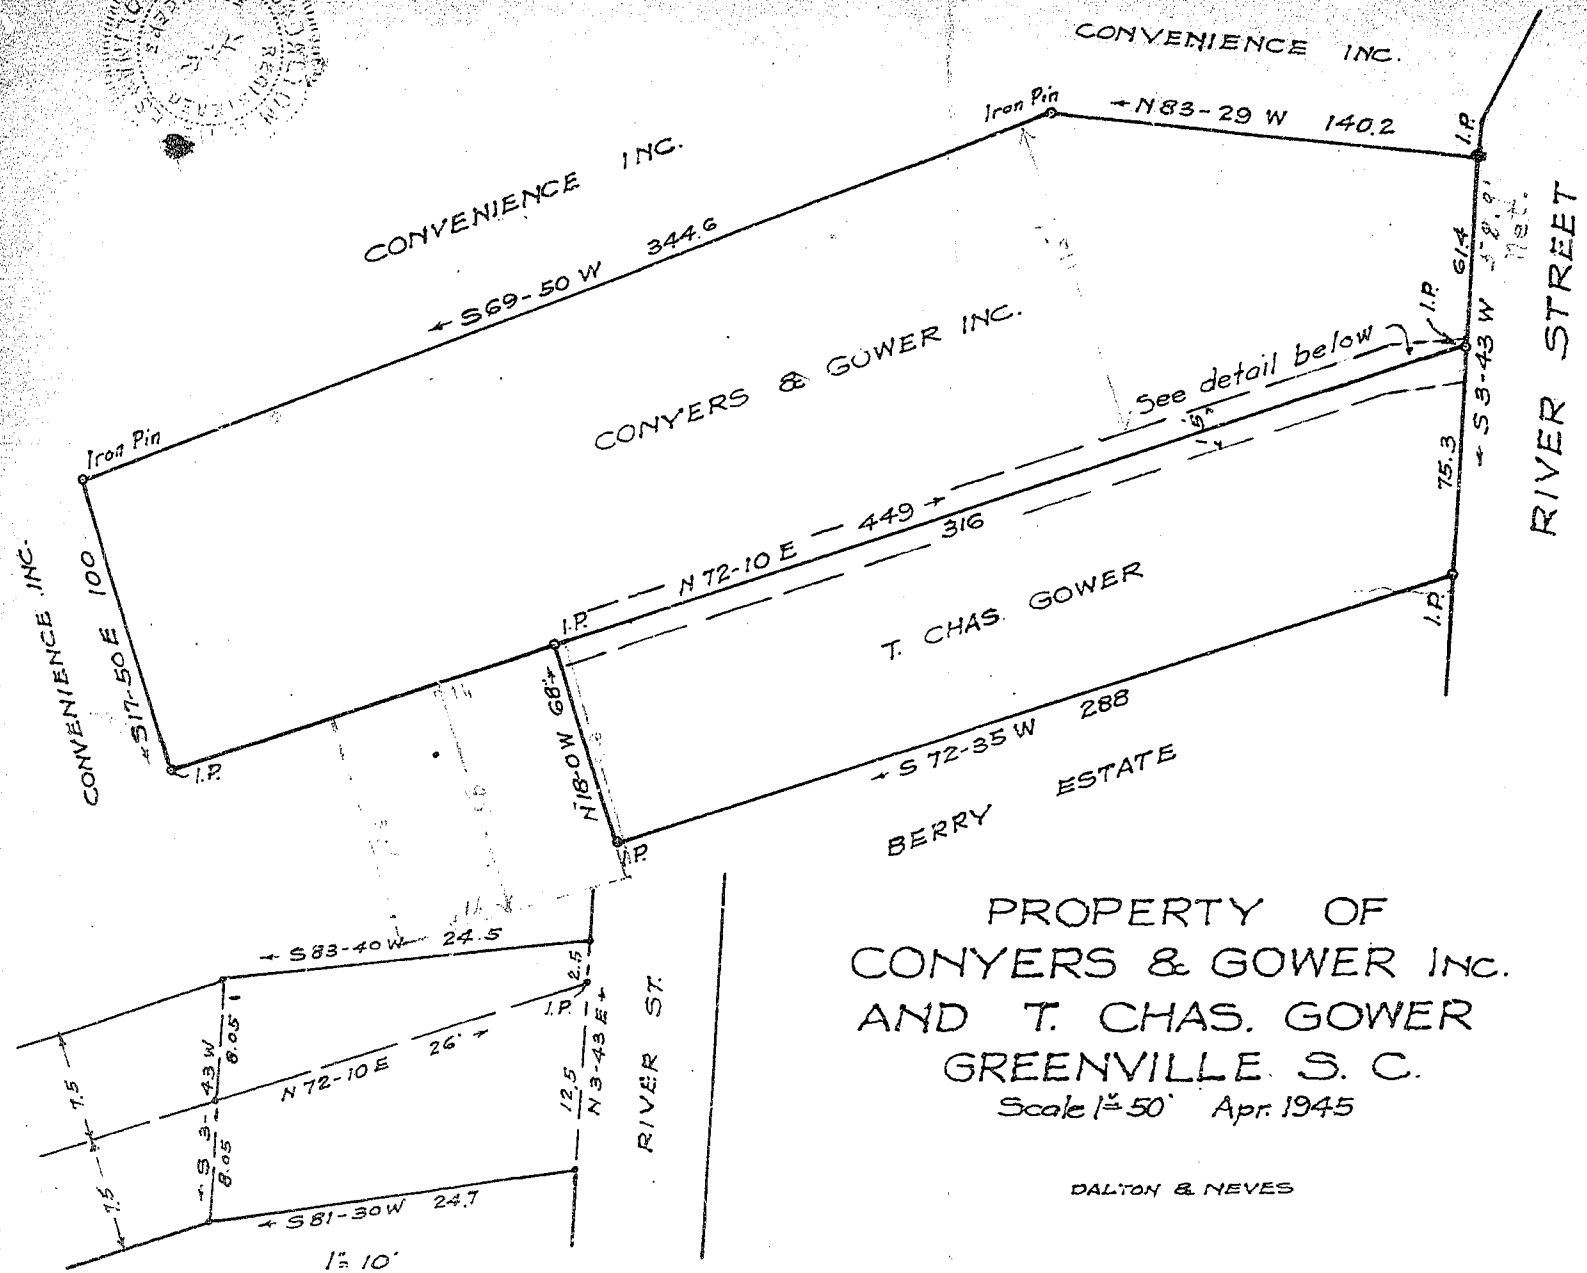 REGISTERED
CONVENIENCE INC.
Iron Pin
← N 83-29 W 140.2
I.P.
CONVENIENCE INC.
← S 69-50 W 344.6
61.4
Net.
RIVER STREET
← S 3-43 W
I.P.
See detail below
15'
CONYERS & GOWER INC.
Iron Pin
75.3
N 72-10 E 449 →
316
CONVENIENCE INC.
← S 17-50 E 100
I.P.
T. CHAS. GOWER
I.P.
I.P.
N 18-0 W 68' →
← S 72-35 W 288
I.P.
BERRY ESTATE
PROPERTY OF
CONYERS & GOWER INC.
AND T. CHAS. GOWER
GREENVILLE S. C.
Scale 1"=50' Apr. 1945
DALTON & NEVES
← S 83-40 W 24.5
2.5
I.P.
N 72-10 E 26' →
8.05
← S 3-43 W
8.05
7.5
7.5
12.5
N 3-43 E →
RIVER ST.
← S 81-30 W 24.7
1"=10'